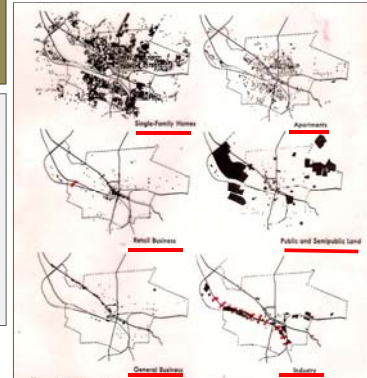 Single-Family Homes
Apartments
Retail Business
Public and Semipublic Land
General Business
Industry